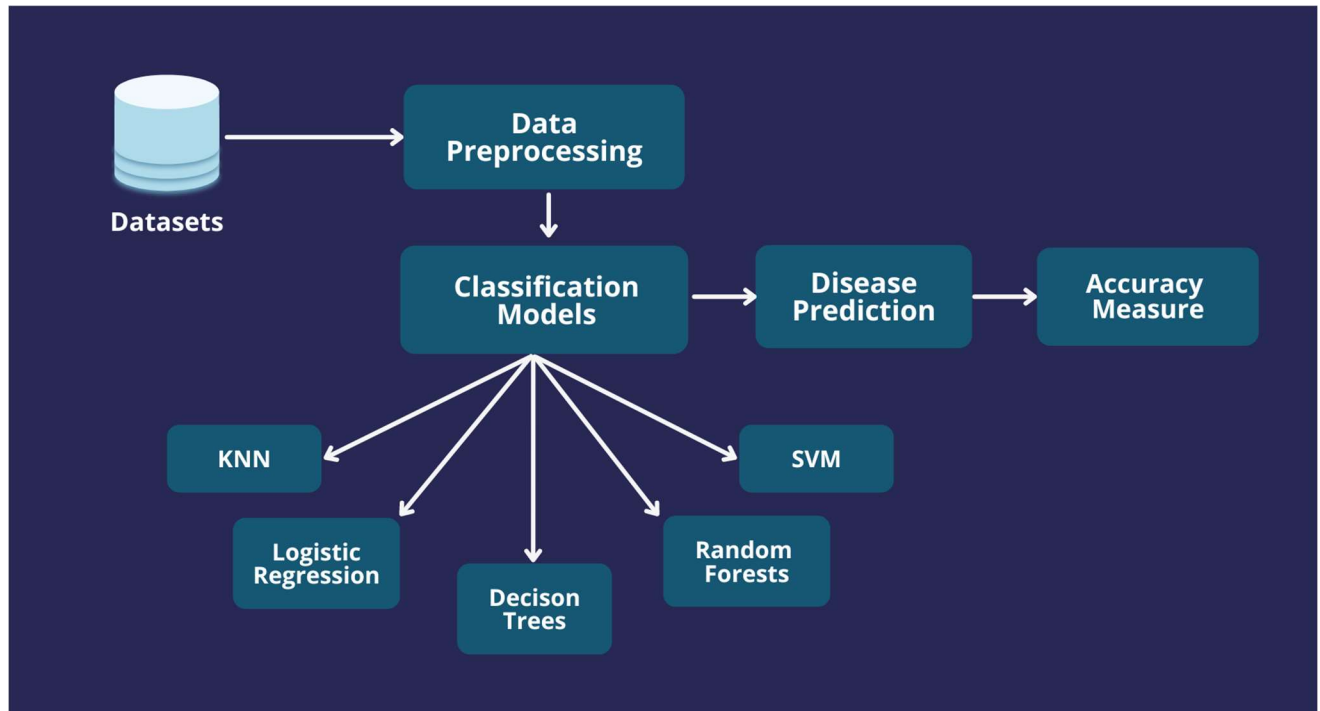 Data
Preprocessing
Datasets
Classification
Models
Disease
Prediction
Accuracy
Measure
KNN
SVM
Logistic
Regression
Decison
Trees
Random
Forests